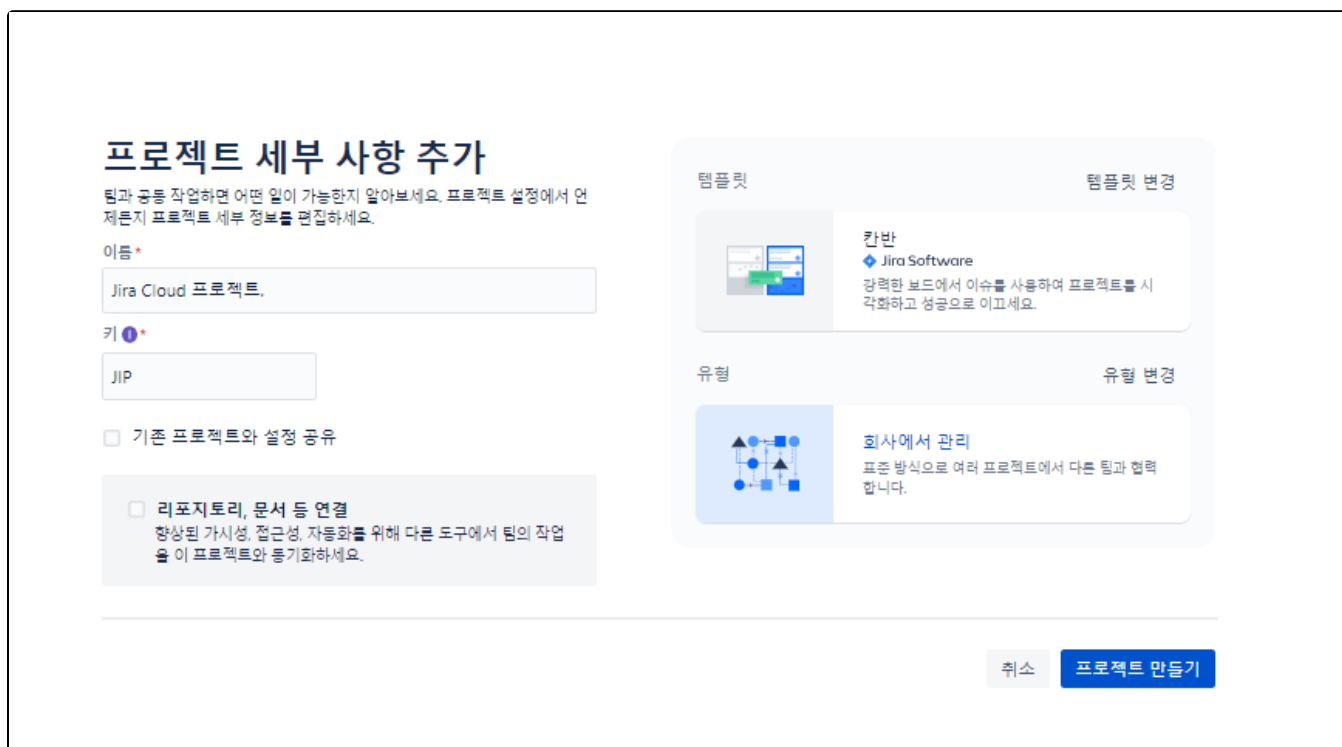 프로젝트 세부 사항 추가
팀과 공동 작업하면 어떤 일이 가능한지 알아보세요. 프로젝트 설정에서 언
제든지 프로젝트 세부 정보를 편집하세요.
이름*
Jira Cloud 프로젝트.
키 *
JIP
기존 프로젝트와 설정 공유
리포지토리, 문서 등 연결
향상된 가시성, 접근성, 자동화를 위해 다른 도구에서 팀의 작업
을 이 프로젝트와 동기화하세요.
템플릿
템플릿 변경
칸반
Jira Software
강력한 보드에서 이슈를 사용하여 프로젝트를 시
각화하고 성공으로 이끄세요.
유형
유형 변경
회사에서 관리
표준 방식으로 여러 프로젝트에서 다른 팀과 협력
합니다.
취소
프로젝트 만들기